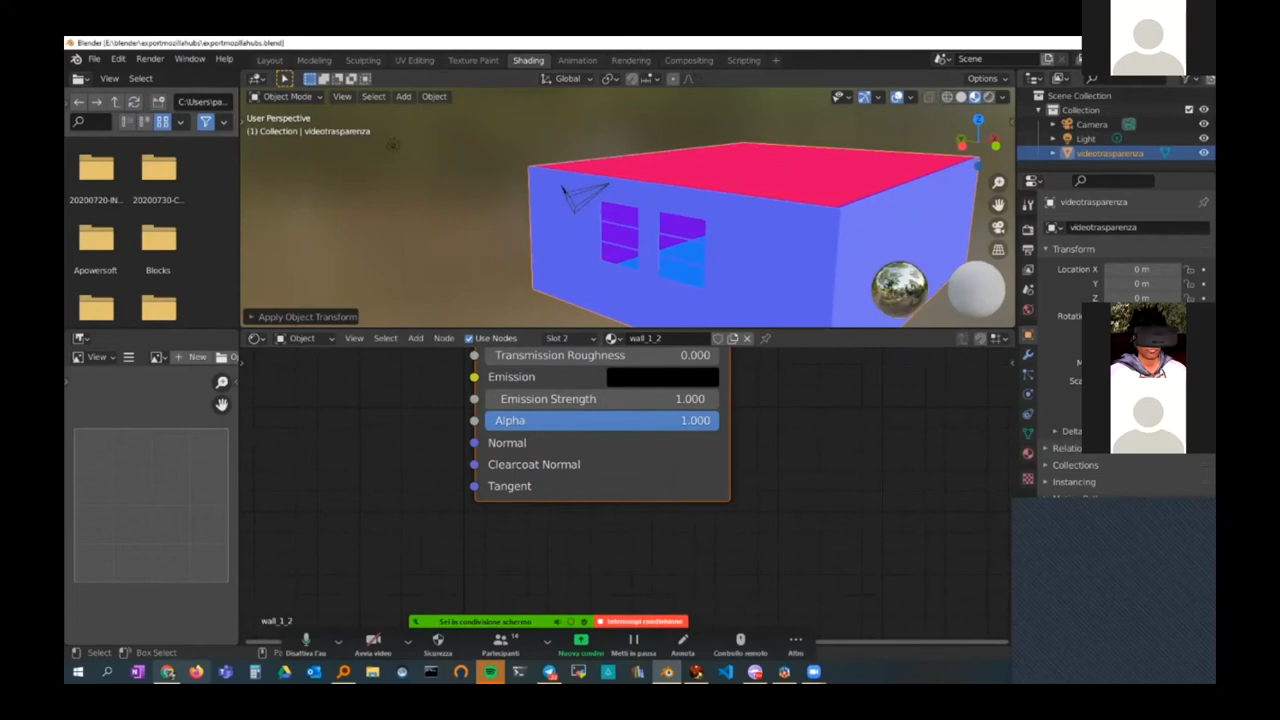 Blender [E:\blender\exportmozillahubs\exportmozillahubs.blend]
File Edit Render Window Help
Layout Modeling Sculpting UV Editing Texture Paint Shading Animation Rendering Compositing Scripting
Scene
View Select
Global
Options
C:\Users\pa...
Object Mode View Select Add Object
User Perspective
(1) Collection | videotrasparenza
Scene Collection
Collection
Camera
Light
videotrasparenza
20200720-IN...
20200730-C...
Apowersoft
Blocks
videotrasparenza
videotrasparenza
Transform
Location X 0 m
Y 0 m
Z 0 m
Apply Object Transform
Object View Select Add Node Use Nodes Slot 2 wall_1_2
View New
Transmission Roughness 0.000
Emission
Emission Strength 1.000
Alpha 1.000
Normal
Clearcoat Normal
Tangent
Collections
Instancing
wall_1_2
Sei in condivisione schermo
Interrompi condivisione
14
Disattiva l'au
Avvia video
Sicurezza
Partecipanti
Nuova condivi
Metti in pausa
Annota
Controllo remoto
Altro
Select Box Select